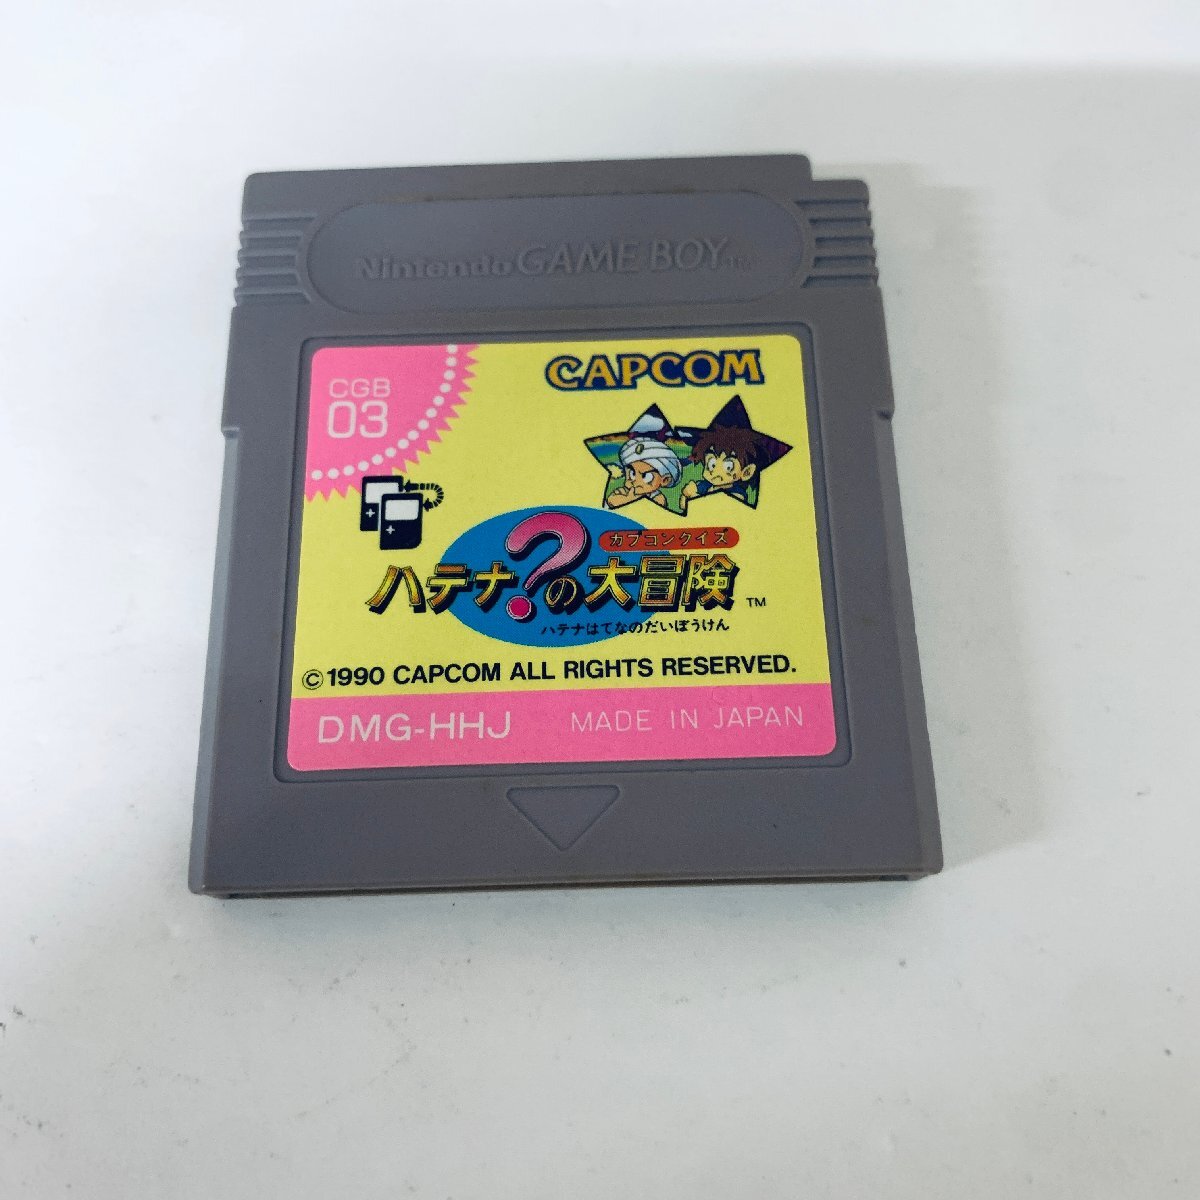 Nintendo GAME BOY TM
CGB
03
CAPCOM
カプコンクイズ
ハテナ?の大冒険 TM
ハテナはてなのだいぼうけん
©1990 CAPCOM ALL RIGHTS RESERVED.
DMG-HHJ MADE IN JAPAN